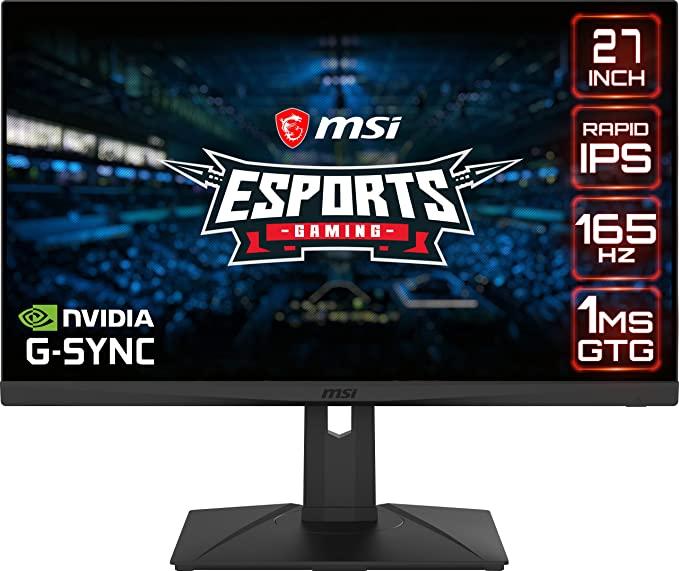 msi
ESPORTS
- GAMING -
NVIDIA
G-SYNC
27
INCH
RAPID
IPS
165
HZ
1MS
GTG
msi